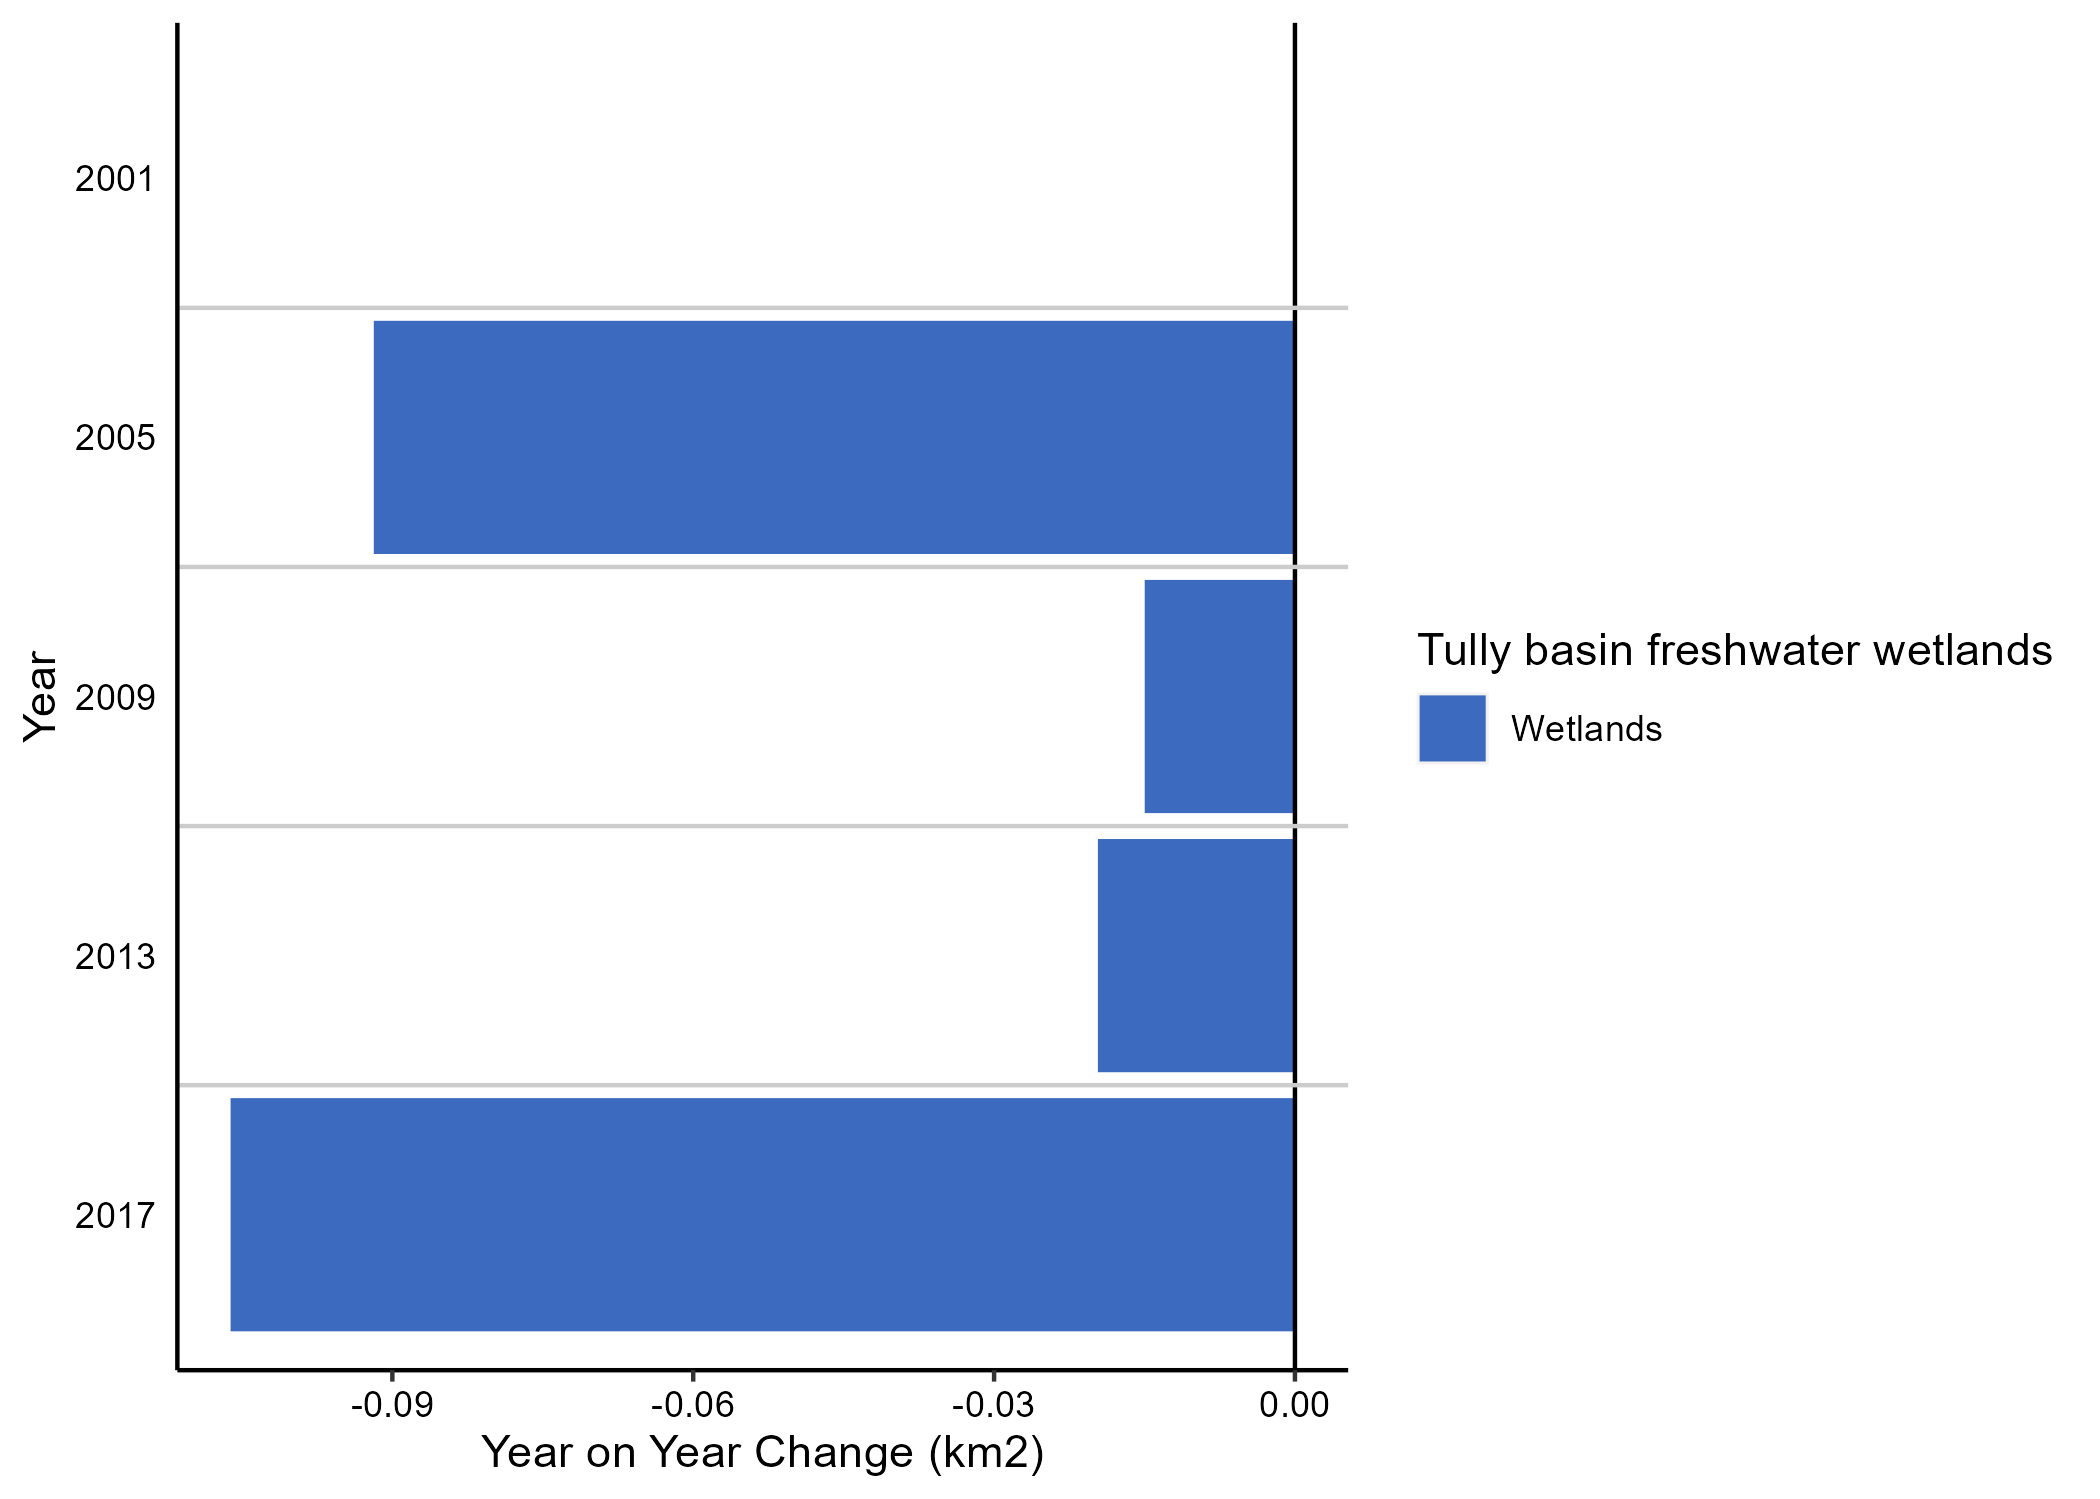 2001
2005
2009
2013
2017
Year
-0.09 -0.06 -0.03 0.00
Year on Year Change (km2)
Tully basin freshwater wetlands
Wetlands